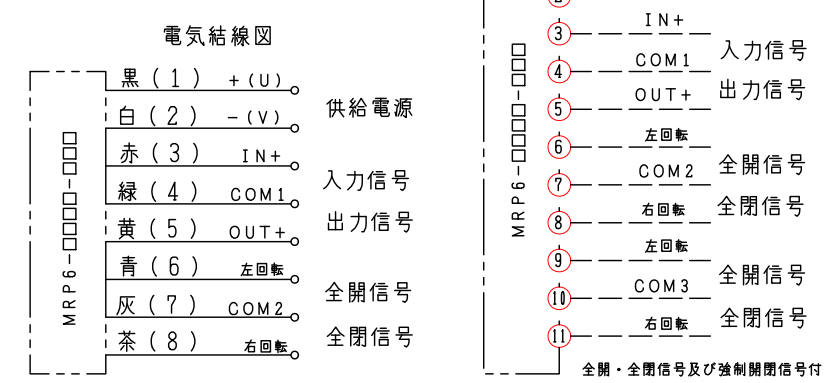 電気結線図
黒(1) +(U)
白(2) -(V)
供給電源
赤(3) IN+
緑(4) COM1
入力信号
黄(5) OUT+
出力信号
青(6) 左回転
灰(7) COM2
全開信号
茶(8) 右回転
全閉信号
MRP6-□□□□-□□□
③ IN+
④ COM1
入力信号
⑤ OUT+
出力信号
⑥ 左回転
⑦ COM2
全開信号
⑧ 右回転
全閉信号
⑨ 左回転
⑩ COM3
全開信号
⑪ 右回転
全閉信号
MRP6-□□□□-□□□
全開・全閉信号及び強制開閉信号付